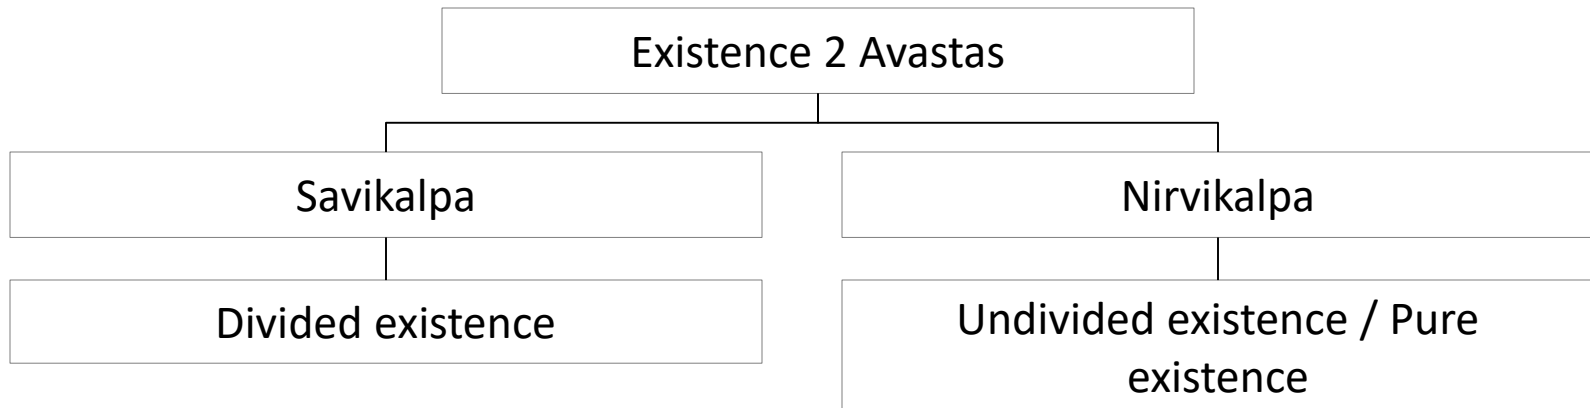 Existence 2 Avastas
Savikalpa
Nirvikalpa
Divided existence
Undivided existence / Pure
existence